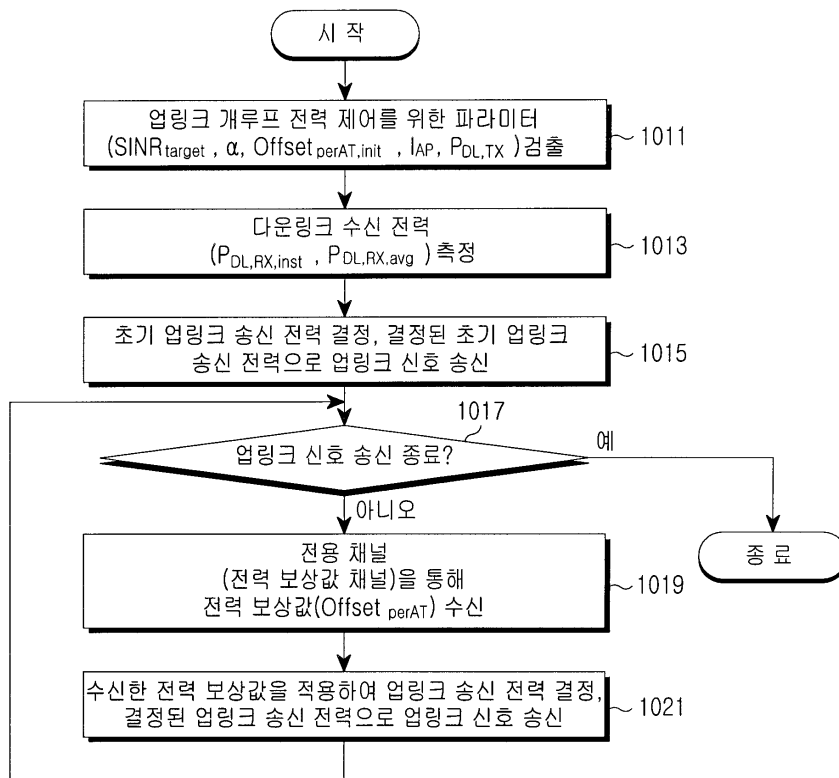 시 작
업링크 개루프 전력 제어를 위한 파라미터
(SINRtarget , α, Offset perAT,init , IAP, PDL,TX )검출
1011
다운링크 수신 전력
(PDL,RX,inst , PDL,RX,avg )측정
1013
초기 업링크 송신 전력 결정, 결정된 초기 업링크
송신 전력으로 업링크 신호 송신
1015
1017
업링크 신호 송신 종료?
예
아니오
종 료
전용 채널
(전력 보상값 채널)을 통해
전력 보상값(Offset perAT) 수신
1019
수신한 전력 보상값을 적용하여 업링크 송신 전력 결정,
결정된 업링크 송신 전력으로 업링크 신호 송신
1021